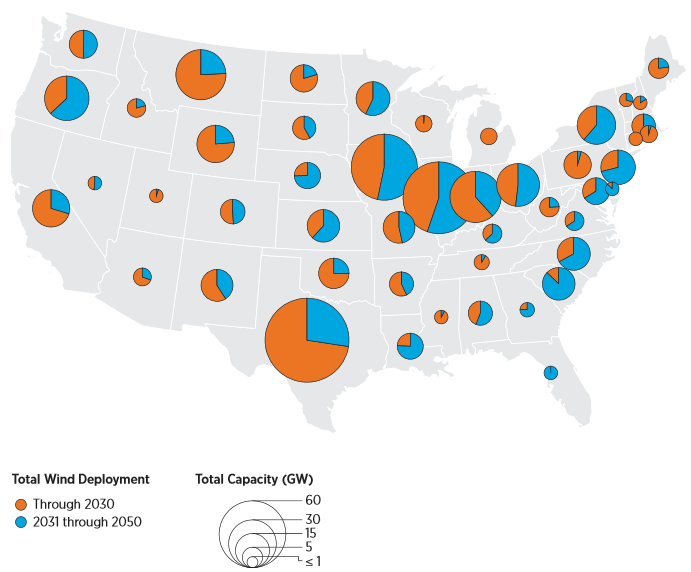 Total Wind Deployment
Through 2030
2031 through 2050
Total Capacity (GW)
60
30
15
5
≤ 1